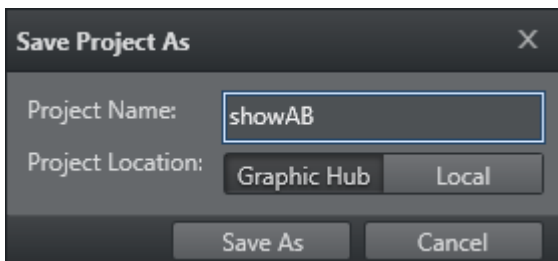 Save Project As
Project Name: showAB
Project Location: Graphic Hub Local
Save As Cancel